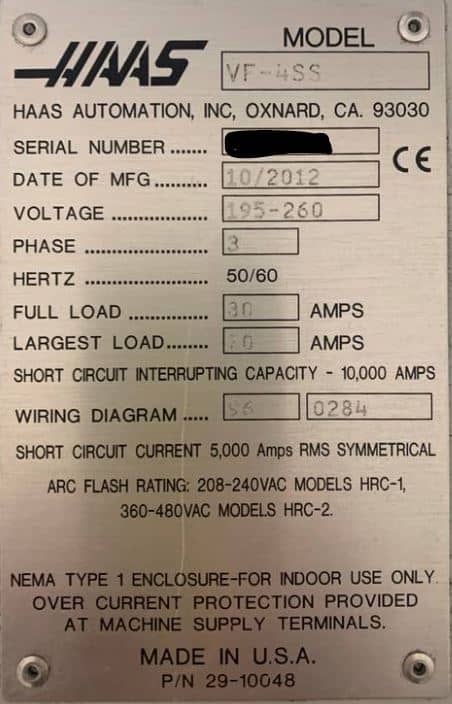 HAAS
MODEL
VF-4SS
HAAS AUTOMATION, INC, OXNARD, CA. 93030
SERIAL NUMBER .......
CE
DATE OF MFG.......... 10/2012
VOLTAGE ................. 195-260
PHASE ...................... 3
HERTZ ...................... 50/60
FULL LOAD .............. AMPS
LARGEST LOAD........ AMPS
SHORT CIRCUIT INTERRUPTING CAPACITY - 10,000 AMPS
WIRING DIAGRAM ..... 0284
SHORT CIRCUIT CURRENT 5,000 Amps RMS SYMMETRICAL
ARC FLASH RATING: 208-240VAC MODELS HRC-1,
360-480VAC MODELS HRC-2.
NEMA TYPE 1 ENCLOSURE-FOR INDOOR USE ONLY.
OVER CURRENT PROTECTION PROVIDED
AT MACHINE SUPPLY TERMINALS.
MADE IN U.S.A.
P/N 29-10048